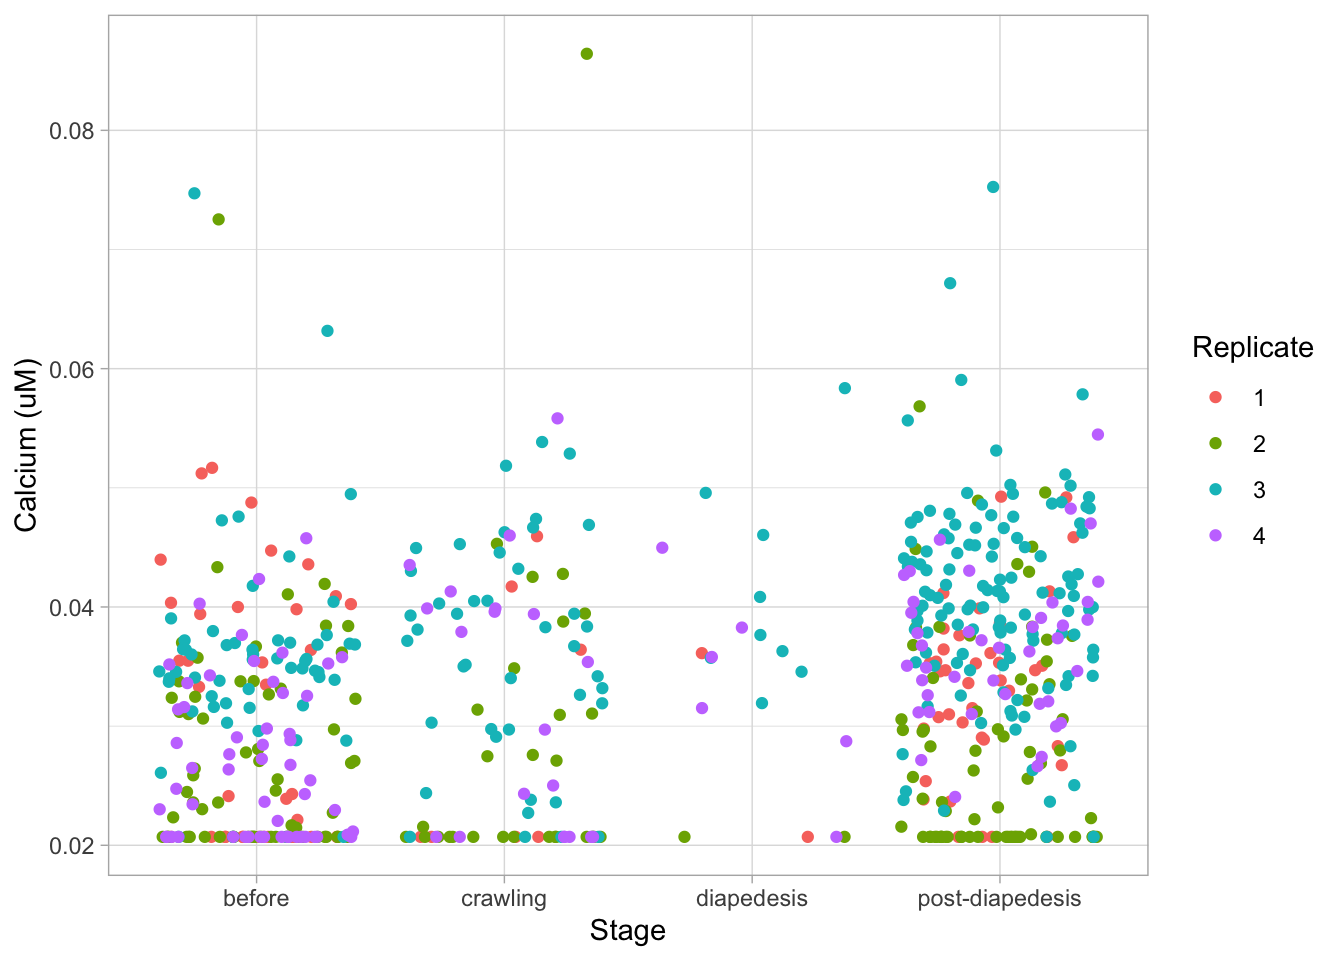 Calcium (uM)
0.08
0.06
0.04
0.02
before crawling diapedesis post-diapedesis
Stage
Replicate
1
2
3
4